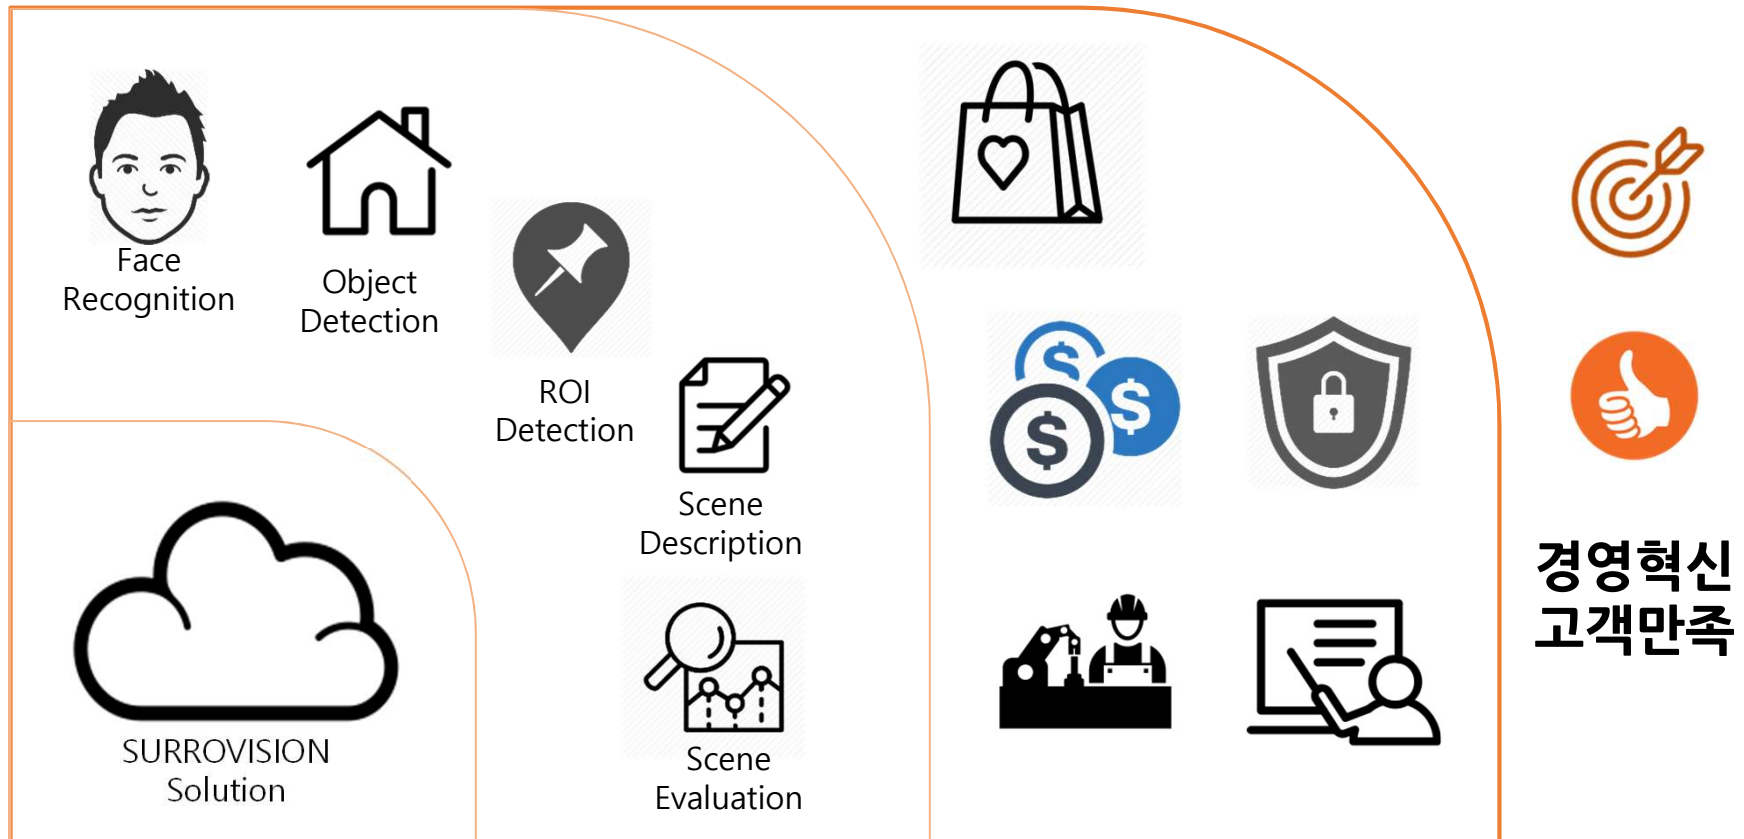 Face
Recognition
Object
Detection
ROI
Detection
Scene
Description
Scene
Evaluation
SURROVISION
Solution
$
$
$
경영혁신
고객만족